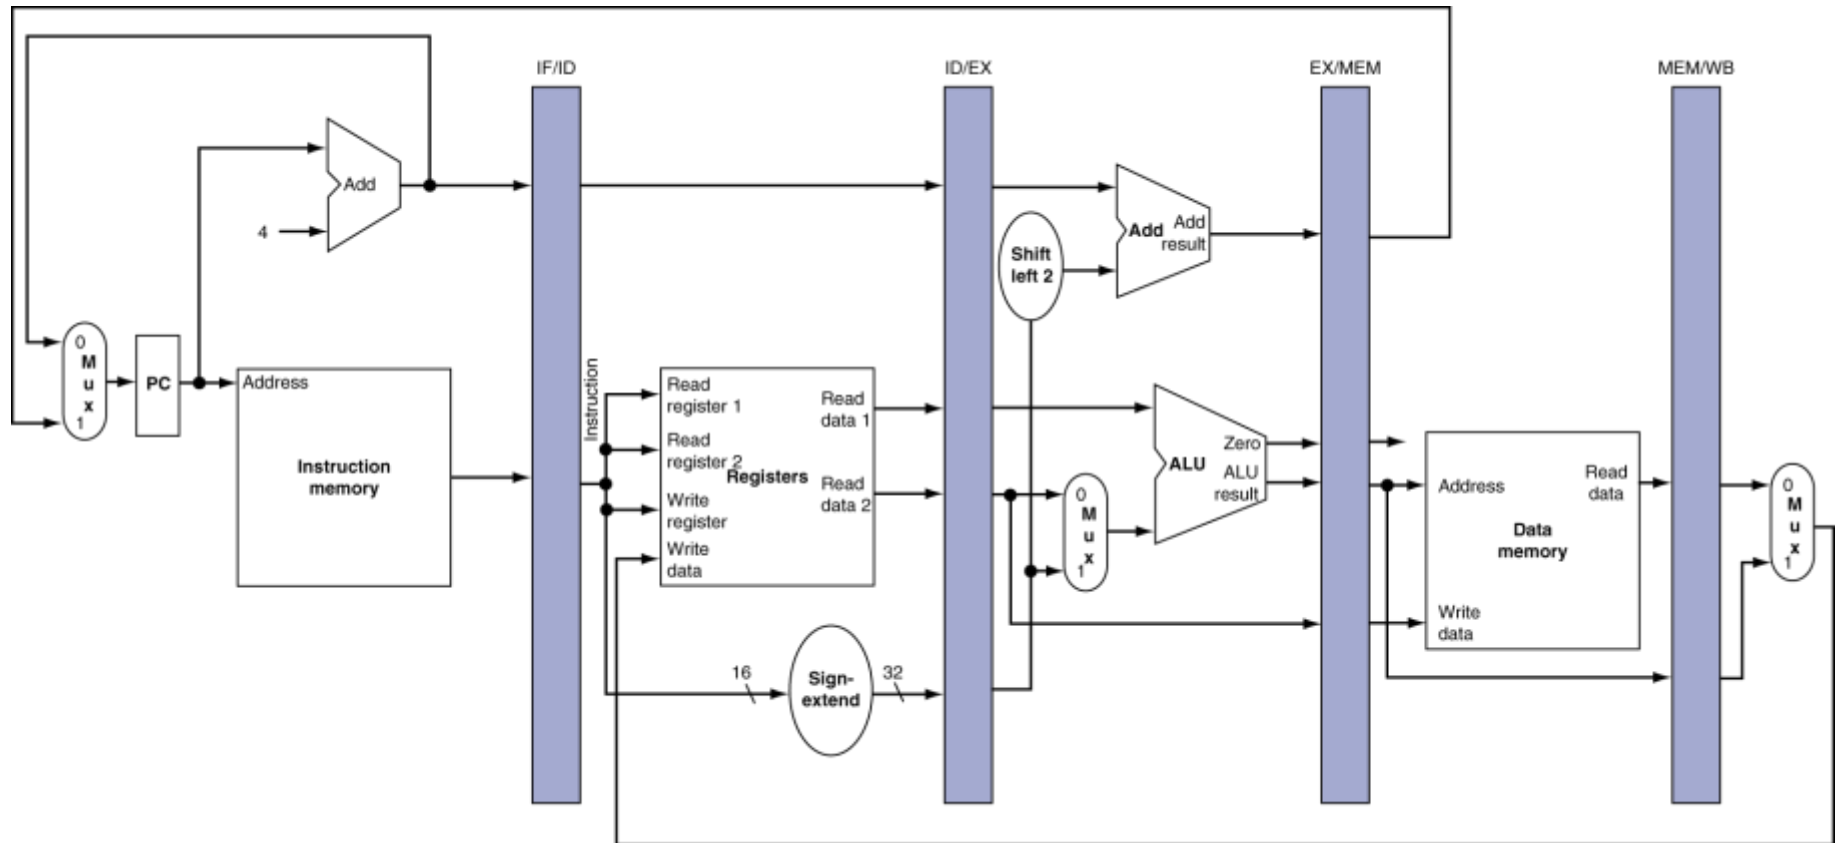 IF/ID
ID/EX
EX/MEM
MEM/WB
Add
4
Add
Add
result
Shift
left 2
0
M
u
x
1
PC
Address
Instruction
memory
Instruction
Read
register 1
Read
register 2
Write
register
Write
data
Registers
Read
data 1
Read
data 2
16
Sign-
extend
32
0
M
u
x
1
ALU
Zero
ALU
result
Address
Read
data
Data
memory
Write
data
0
M
u
x
1